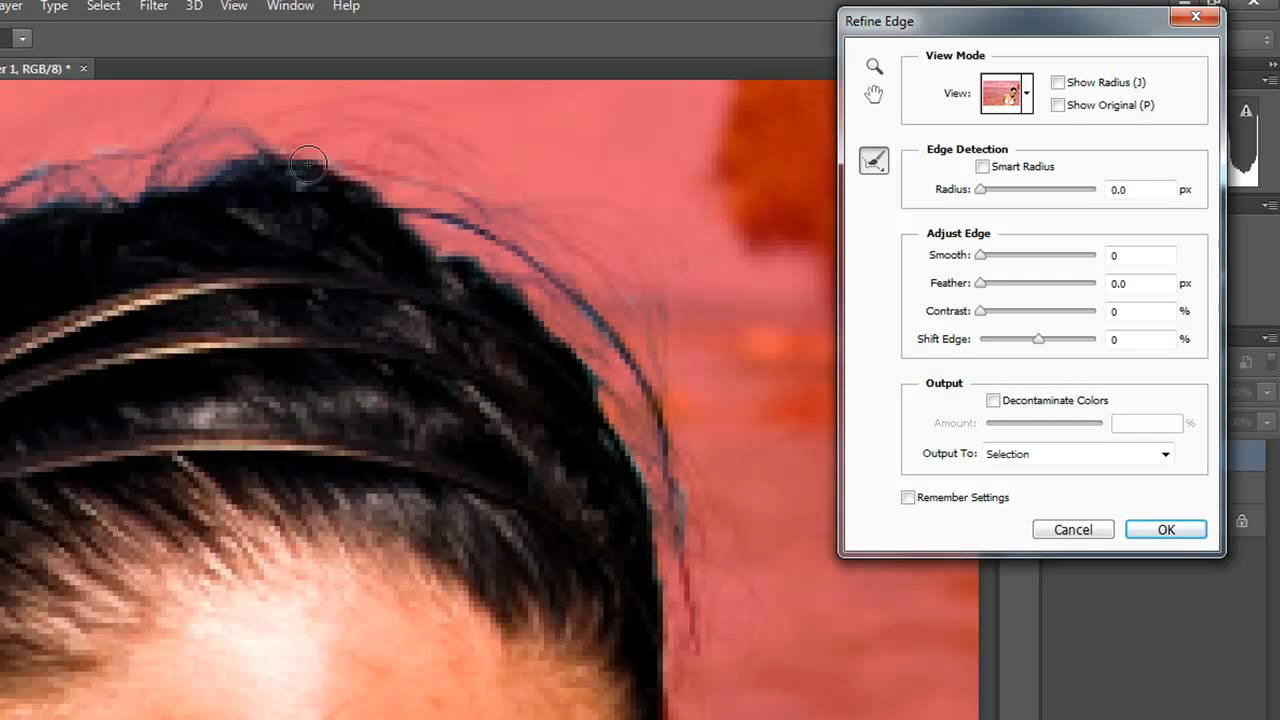 ayer Type Select Filter 3D View Window Help
er 1, RGB/8) * ×
Refine Edge
View Mode
View:
Show Radius (J)
Show Original (P)
Edge Detection
Smart Radius
Radius: 0.0 px
Adjust Edge
Smooth: 0
Feather: 0.0 px
Contrast: 0 %
Shift Edge: 0 %
Output
Decontaminate Colors
Amount: %
Output To: Selection
Remember Settings
Cancel OK